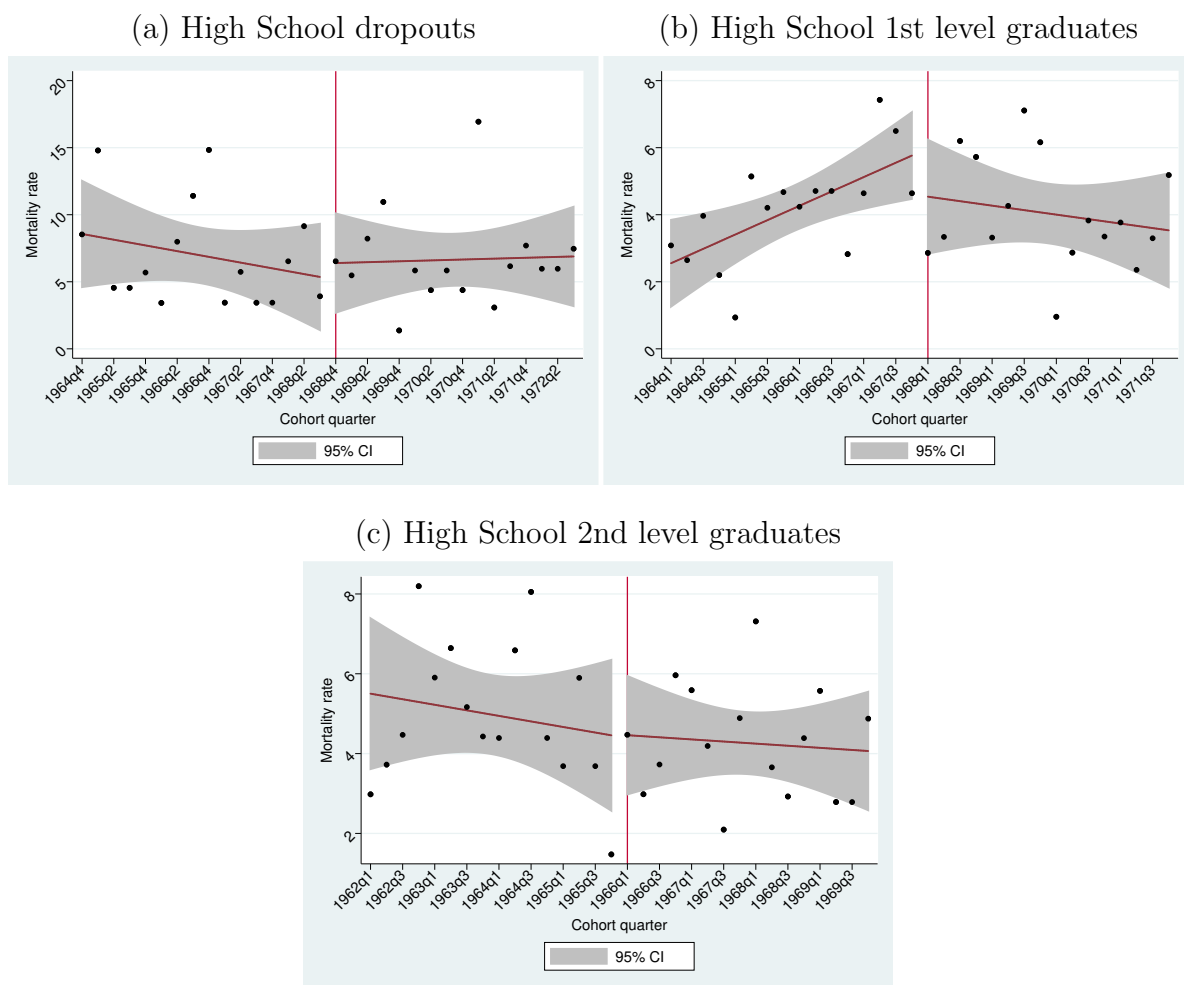 (a) High School dropouts
Mortality rate
20
15
10
5
0
1964q4
1965q2
1965q4
1966q2
1966q4
1967q2
1967q4
1968q2
1968q4
1969q2
1969q4
1970q2
1970q4
1971q2
1971q4
1972q2
Cohort quarter
95% CI
(b) High School 1st level graduates
Mortality rate
8
6
4
2
0
1964q1
1964q3
1965q1
1965q3
1966q1
1966q3
1967q1
1967q3
1968q1
1968q3
1969q1
1969q3
1970q1
1970q3
1971q1
1971q3
Cohort quarter
95% CI
(c) High School 2nd level graduates
Mortality rate
8
6
4
2
1962q1
1962q3
1963q1
1963q3
1964q1
1964q3
1965q1
1965q3
1966q1
1966q3
1967q1
1967q3
1968q1
1968q3
1969q1
1969q3
Cohort quarter
95% CI